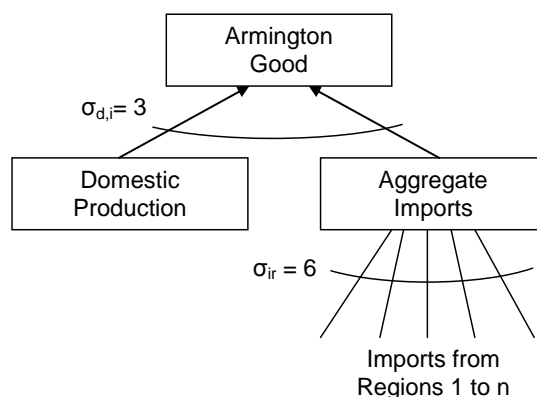 Armington
Good
σd,i= 3
Domestic
Production
Aggregate
Imports
σir = 6
Imports from
Regions 1 to n